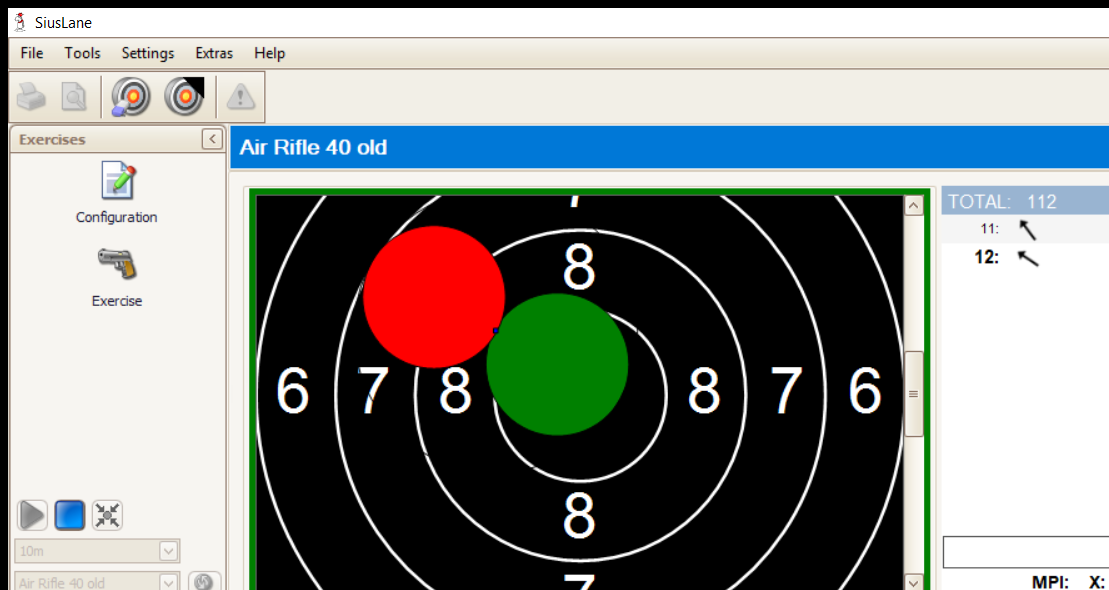 SiusLane
File Tools Settings Extras Help
Exercises
Air Rifle 40 old
Configuration
Exercise
10m
Air Rifle 40 old
7
8
6 7 8 8 7 6
8
7
TOTAL: 112
11:
12:
MPI: X: